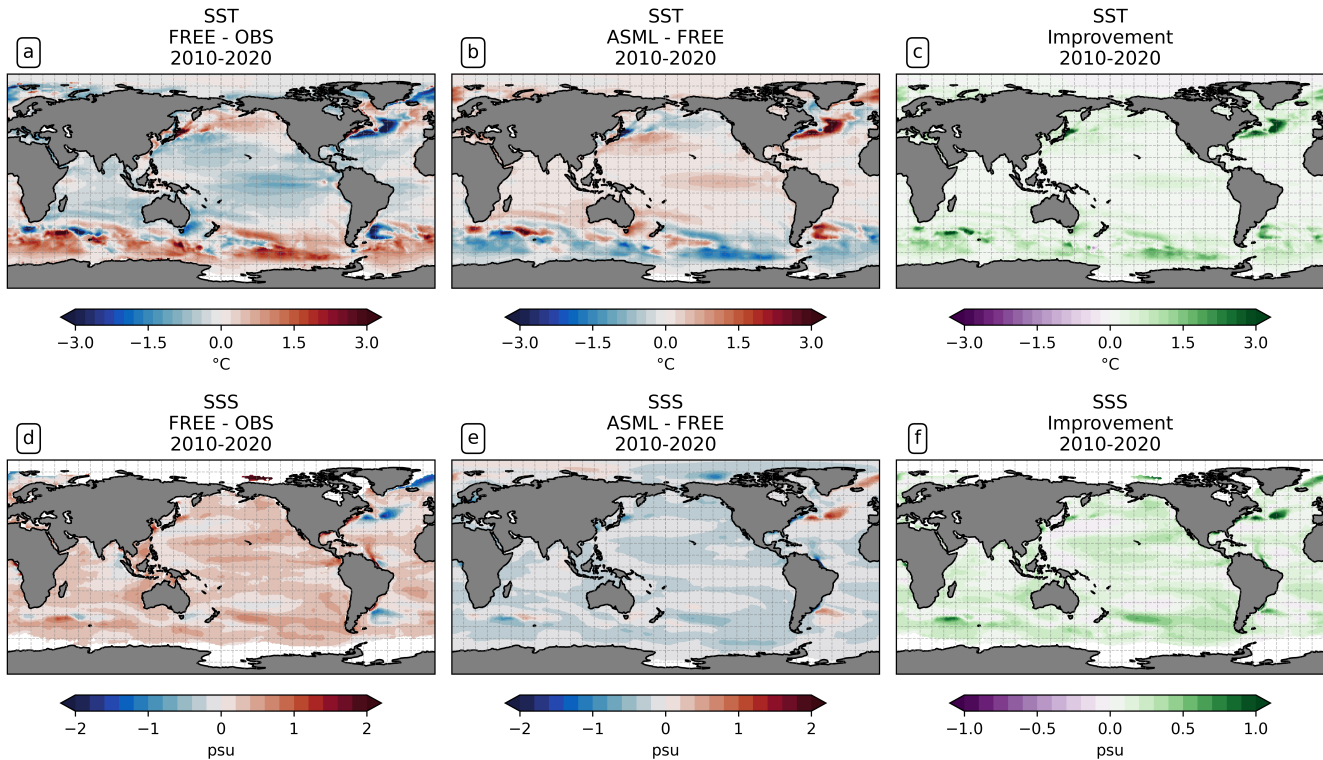 a
SST
FREE - OBS
2010-2020
b
SST
ASML - FREE
2010-2020
c
SST
Improvement
2010-2020
−3.0 −1.5 0.0 1.5 3.0
°C
−3.0 −1.5 0.0 1.5 3.0
°C
−3.0 −1.5 0.0 1.5 3.0
°C
d
SSS
FREE - OBS
2010-2020
e
SSS
ASML - FREE
2010-2020
f
SSS
Improvement
2010-2020
−2 −1 0 1 2
psu
−2 −1 0 1 2
psu
−1.0 −0.5 0.0 0.5 1.0
psu